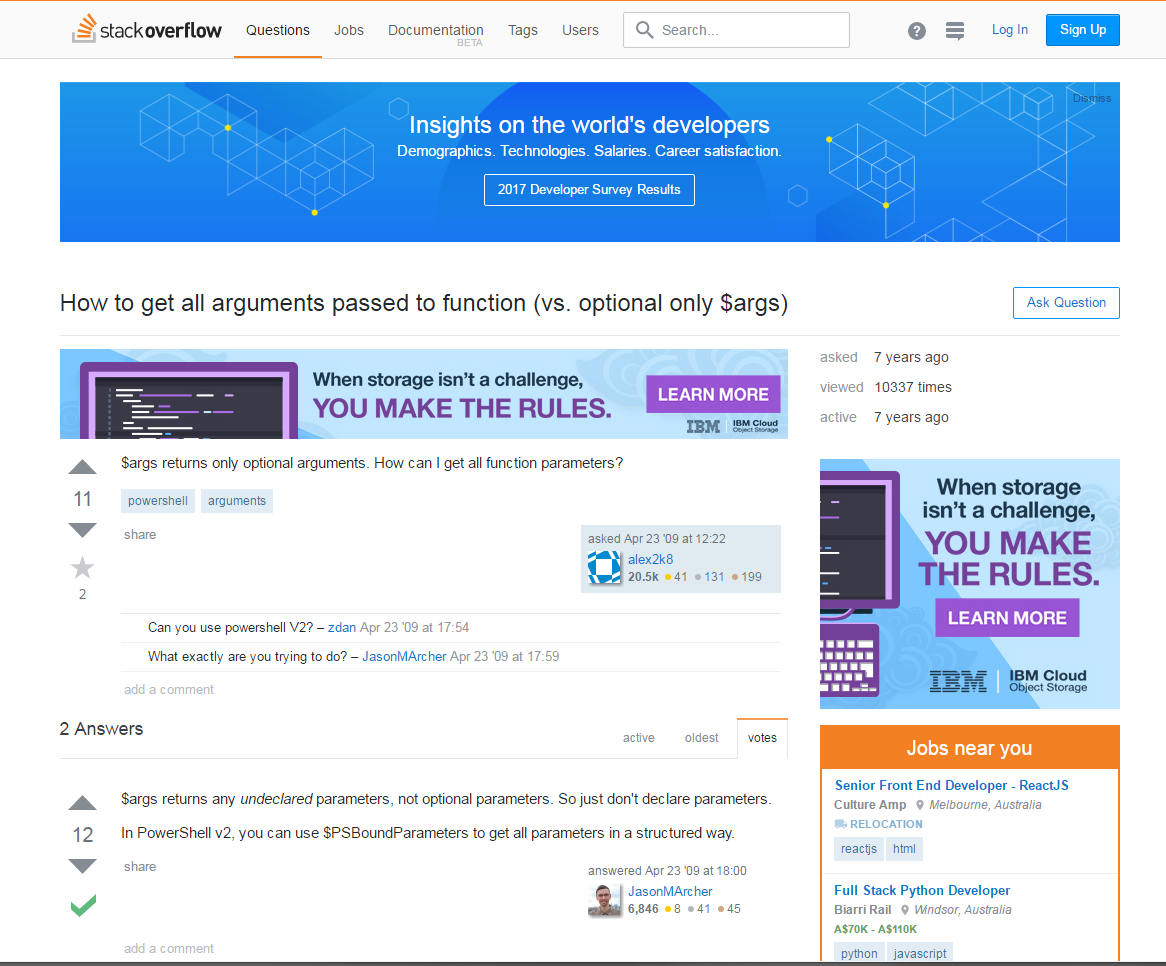 stackoverflow Questions Jobs Documentation BETA Tags Users Search... ? Log In Sign Up
Dismiss
Insights on the world's developers
Demographics. Technologies. Salaries. Career satisfaction.
2017 Developer Survey Results
How to get all arguments passed to function (vs. optional only $args)
Ask Question
When storage isn't a challenge,
YOU MAKE THE RULES.
LEARN MORE
IBM IBM Cloud
Object Storage
11
$args returns only optional arguments. How can I get all function parameters?
powershell arguments
share
2
asked Apr 23 '09 at 12:22
alex2k8
20.5k 41 131 199
Can you use powershell V2? – zdan Apr 23 '09 at 17:54
What exactly are you trying to do? – JasonMArcher Apr 23 '09 at 17:59
add a comment
2 Answers
active oldest votes
12
$args returns any undeclared parameters, not optional parameters. So just don't declare parameters.
In PowerShell v2, you can use $PSBoundParameters to get all parameters in a structured way.
share
answered Apr 23 '09 at 18:00
JasonMArcher
6,846 8 41 45
add a comment
asked 7 years ago
viewed 10337 times
active 7 years ago
When storage
isn't a challenge,
YOU MAKE
THE RULES.
LEARN MORE
IBM IBM Cloud
Object Storage
Jobs near you
Senior Front End Developer - ReactJS
Culture Amp Melbourne, Australia
RELOCATION
reactjs html
Full Stack Python Developer
Biarri Rail Windsor, Australia
A$70K - A$110K
python javascript